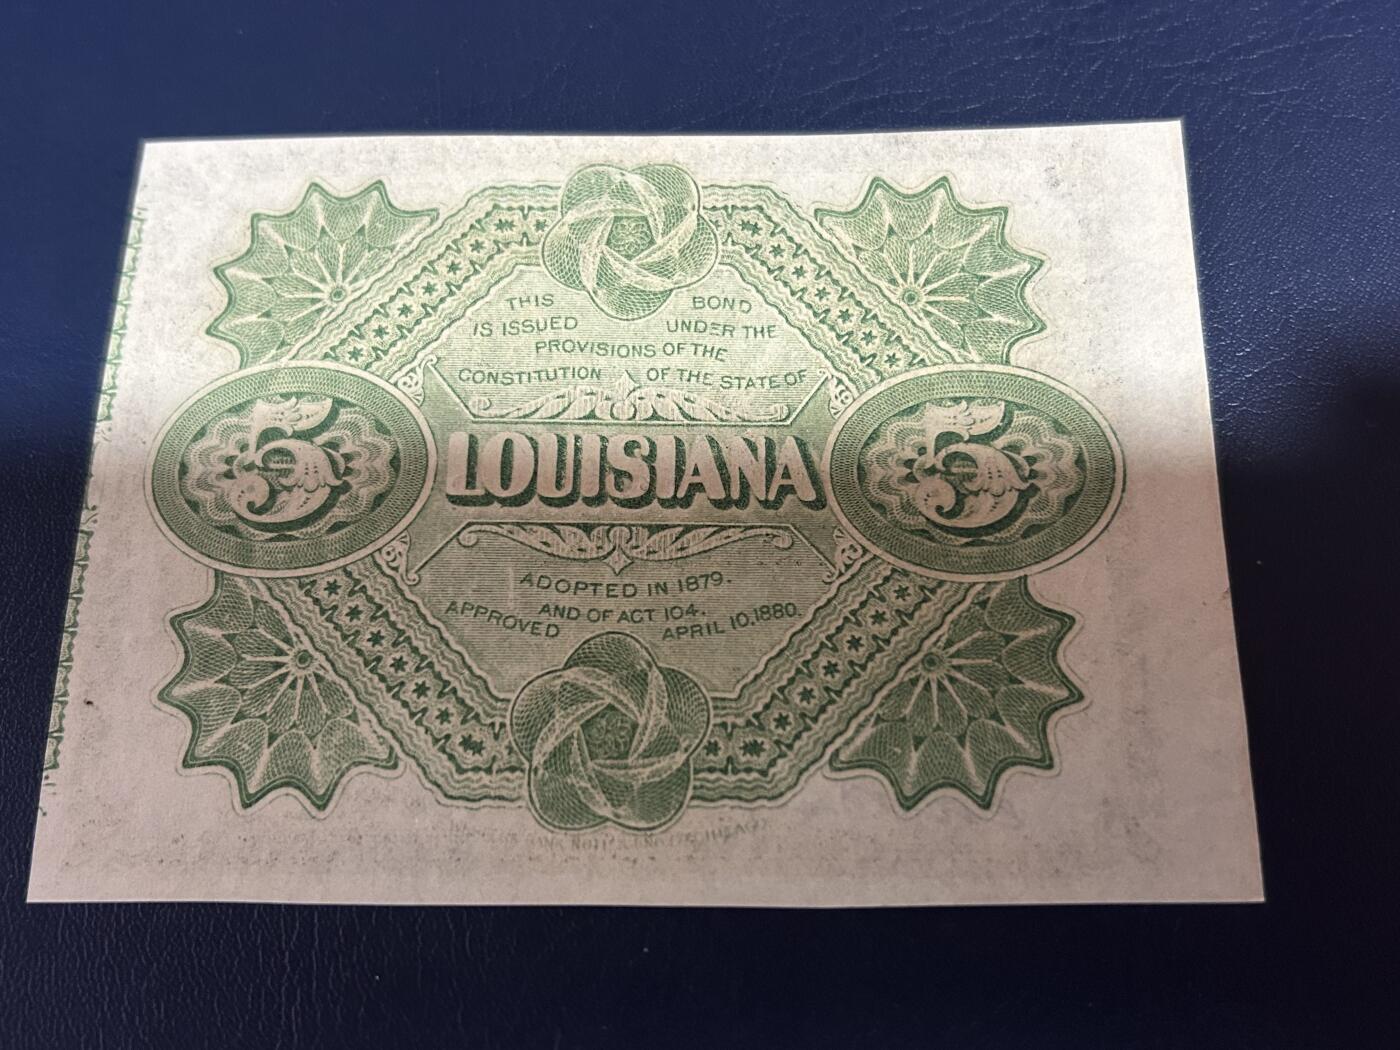 THIS BOND
IS ISSUED UNDER THE
PROVISIONS OF THE
CONSTITUTION OF THE STATE OF
5 LOUISIANA 5
ADOPTED IN 1879.
AND OF ACT 104.
APPROVED APRIL 10, 1880.